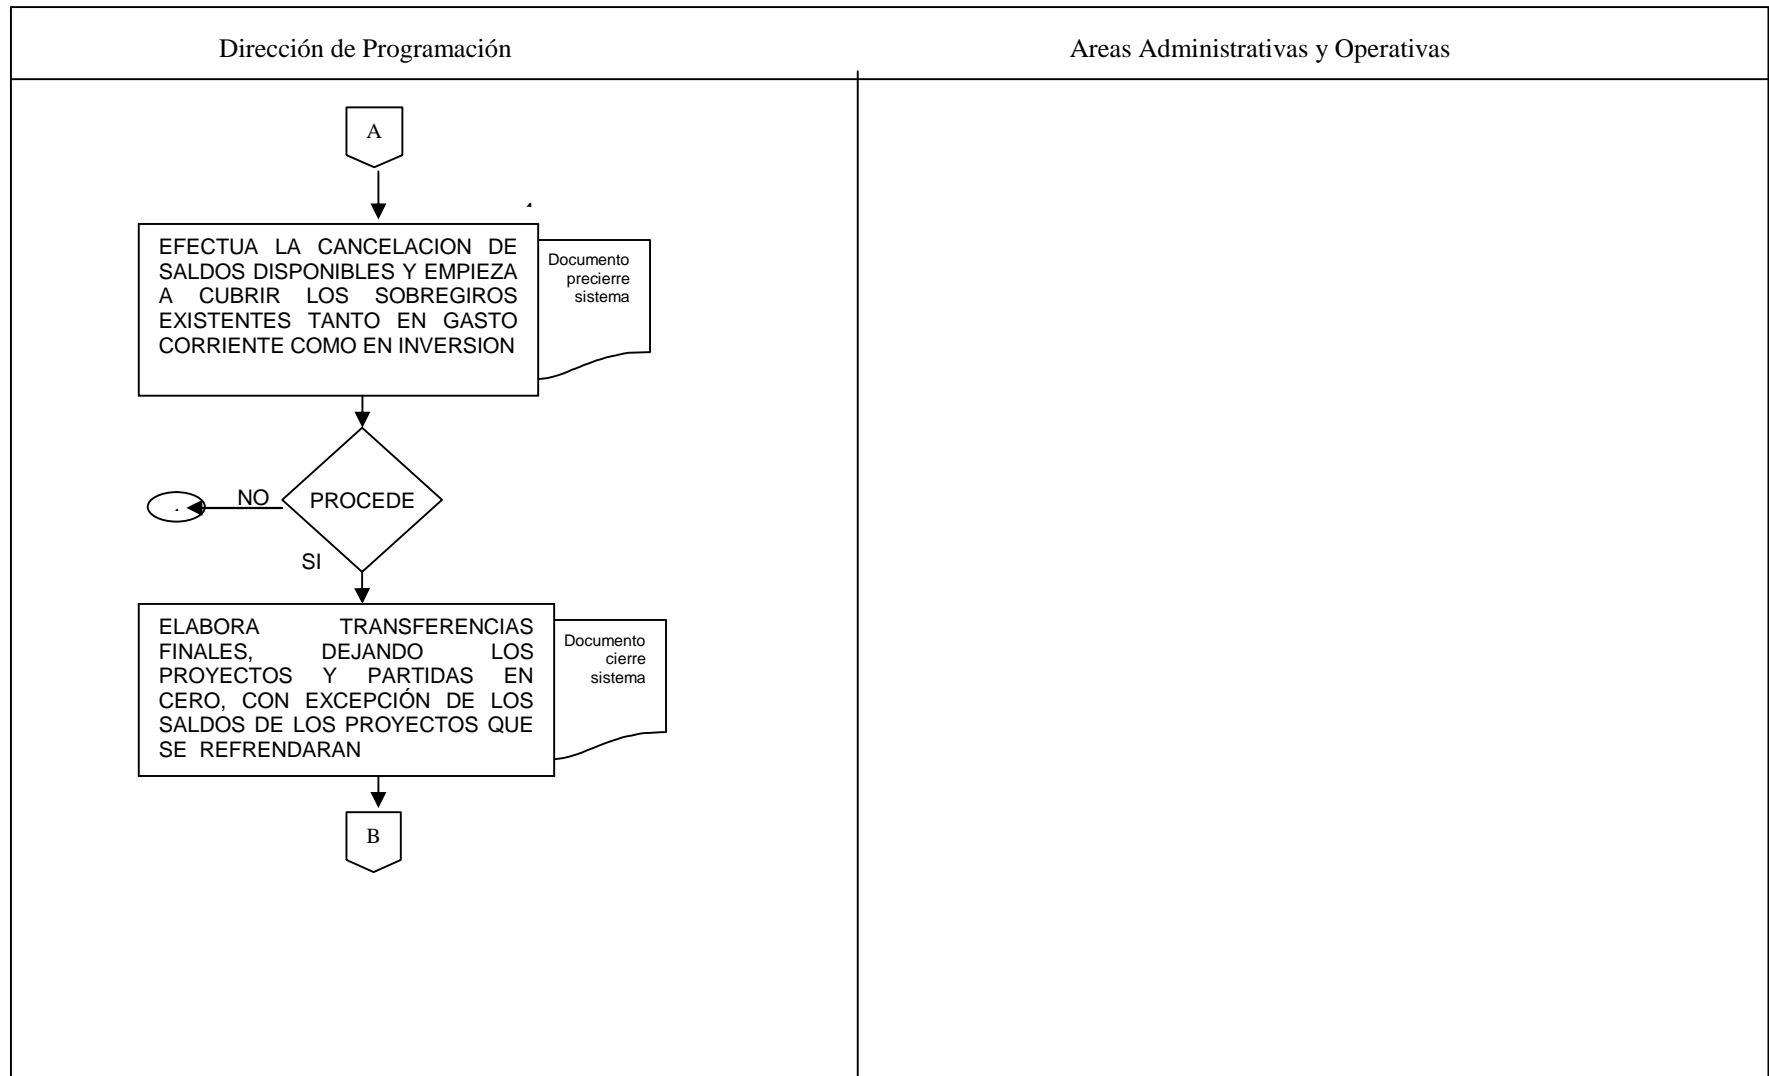 Dirección de Programación
Areas Administrativas y Operativas
A
EFECTUA LA CANCELACION DE
SALDOS DISPONIBLES Y EMPIEZA
A CUBRIR LOS SOBREGIROS
EXISTENTES TANTO EN GASTO
CORRIENTE COMO EN INVERSION
Documento
precierre
sistema
PROCEDE
NO
SI
ELABORA TRANSFERENCIAS
FINALES, DEJANDO LOS
PROYECTOS Y PARTIDAS EN
CERO, CON EXCEPCIÓN DE LOS
SALDOS DE LOS PROYECTOS QUE
SE REFRENDARAN
Documento
cierre
sistema
B